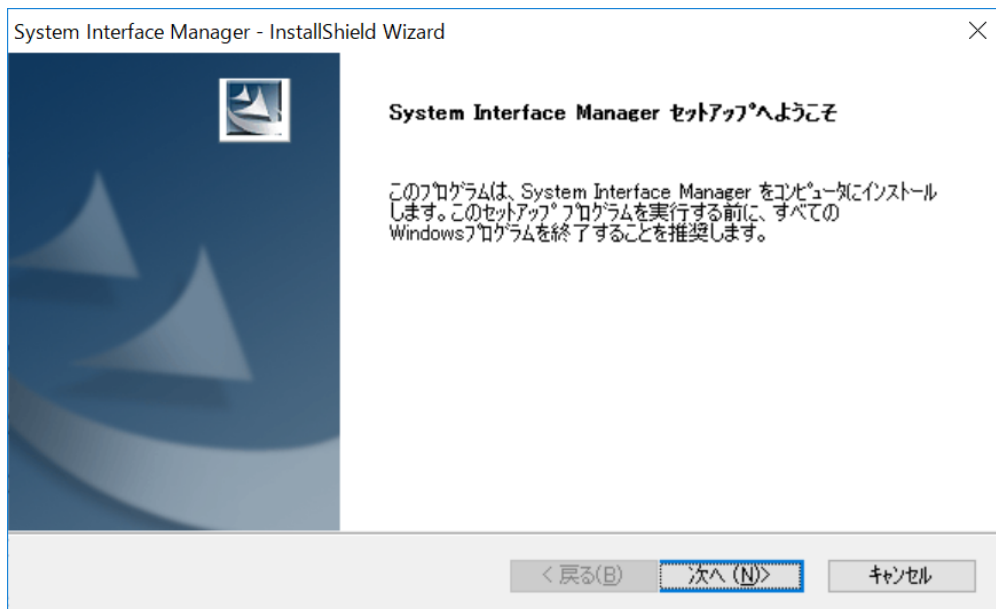 System Interface Manager - InstallShield Wizard
System Interface Manager ｾｯﾄｱｯﾌﾟへようこそ
このﾌﾟﾛｸﾞﾗﾑは、System Interface Manager をｺﾝﾋﾟｭｰﾀにインストール
します。このｾｯﾄｱｯﾌﾟ ﾌﾟﾛｸﾞﾗﾑを実行する前に、すべての
Windowsﾌﾟﾛｸﾞﾗﾑを終了することを推奨します。
< 戻る(B)
次へ (N)>
ｷｬﾝｾﾙ